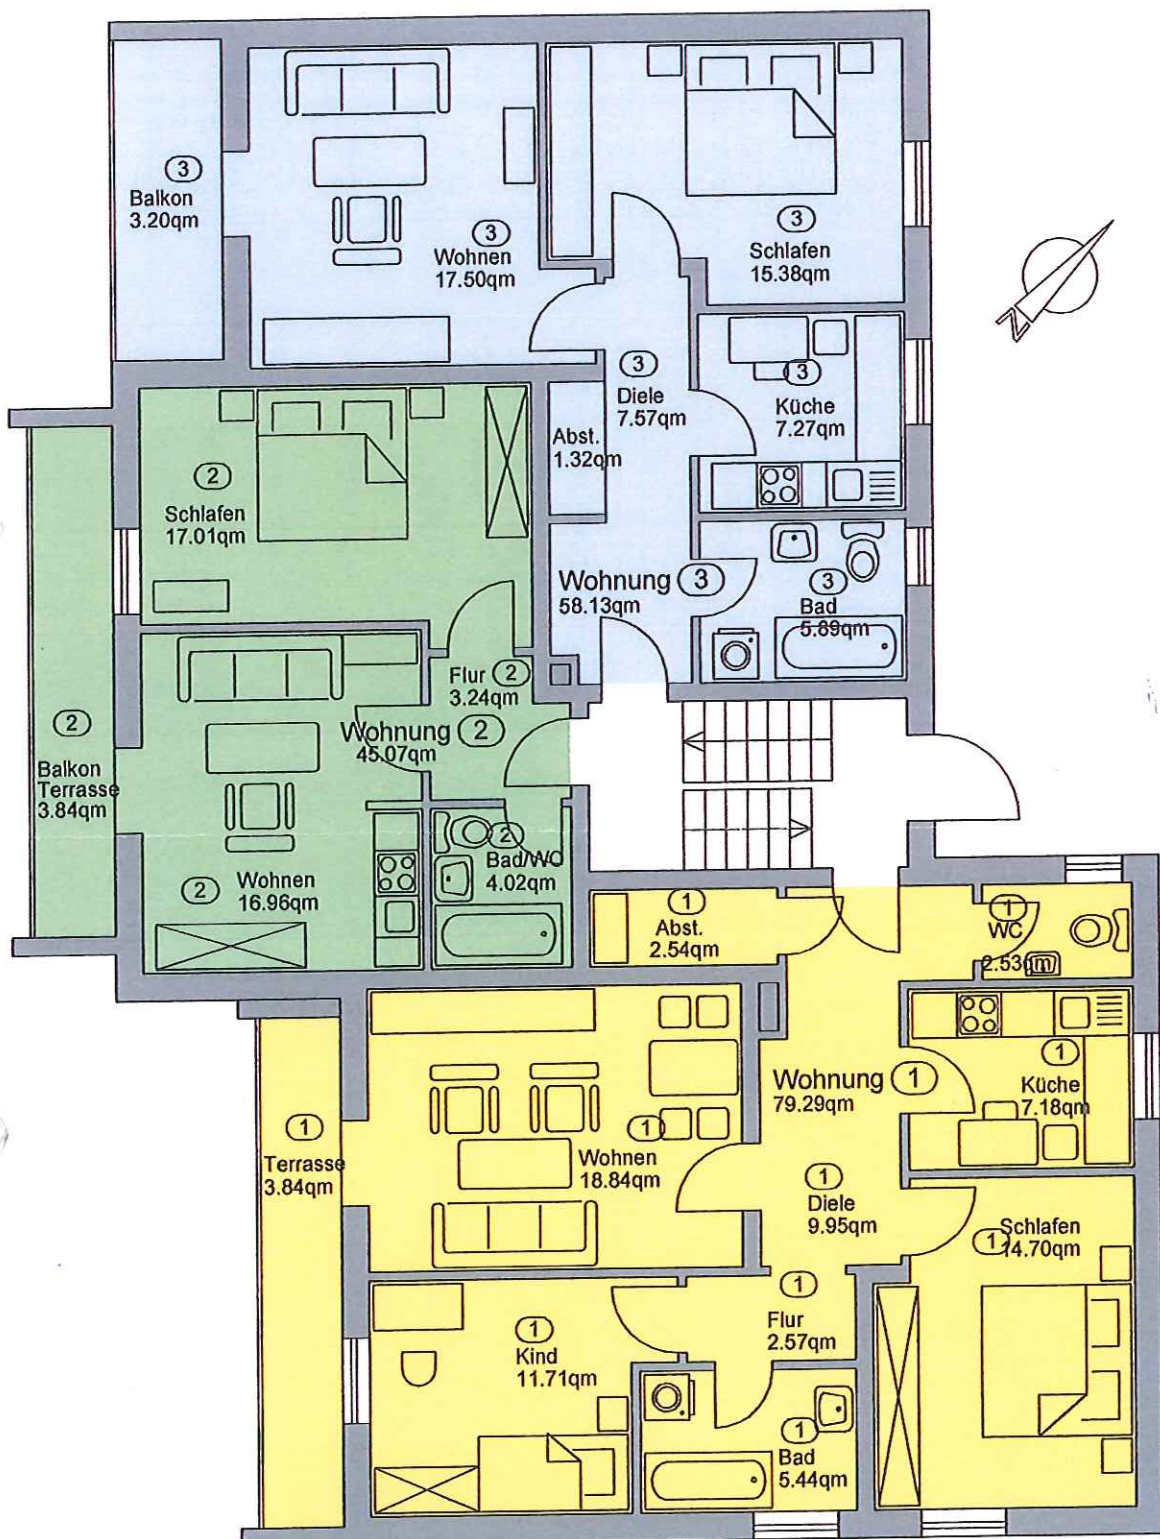 3
Balkon
3.20qm
3
Wohnen
17.50qm
3
Schlafen
15.38qm
N
3
Diele
7.57qm
3
Küche
7.27qm
Abst.
1.32qm
Wohnung 3
58.13qm
3
Bad
5.89qm
2
Schlafen
17.01qm
Flur 2
3.24qm
Wohnung 2
45.07qm
2
Balkon
Terrasse
3.84qm
2
Wohnen
16.96qm
2
Bad/WC
4.02qm
1
Abst.
2.54qm
1
WC
2.53qm
Wohnung 1
79.29qm
1
Küche
7.18qm
1
Terrasse
3.84qm
1
Wohnen
18.84qm
1
Diele
9.95qm
1
Schlafen
14.70qm
1
Flur
2.57qm
1
Kind
11.71qm
1
Bad
5.44qm